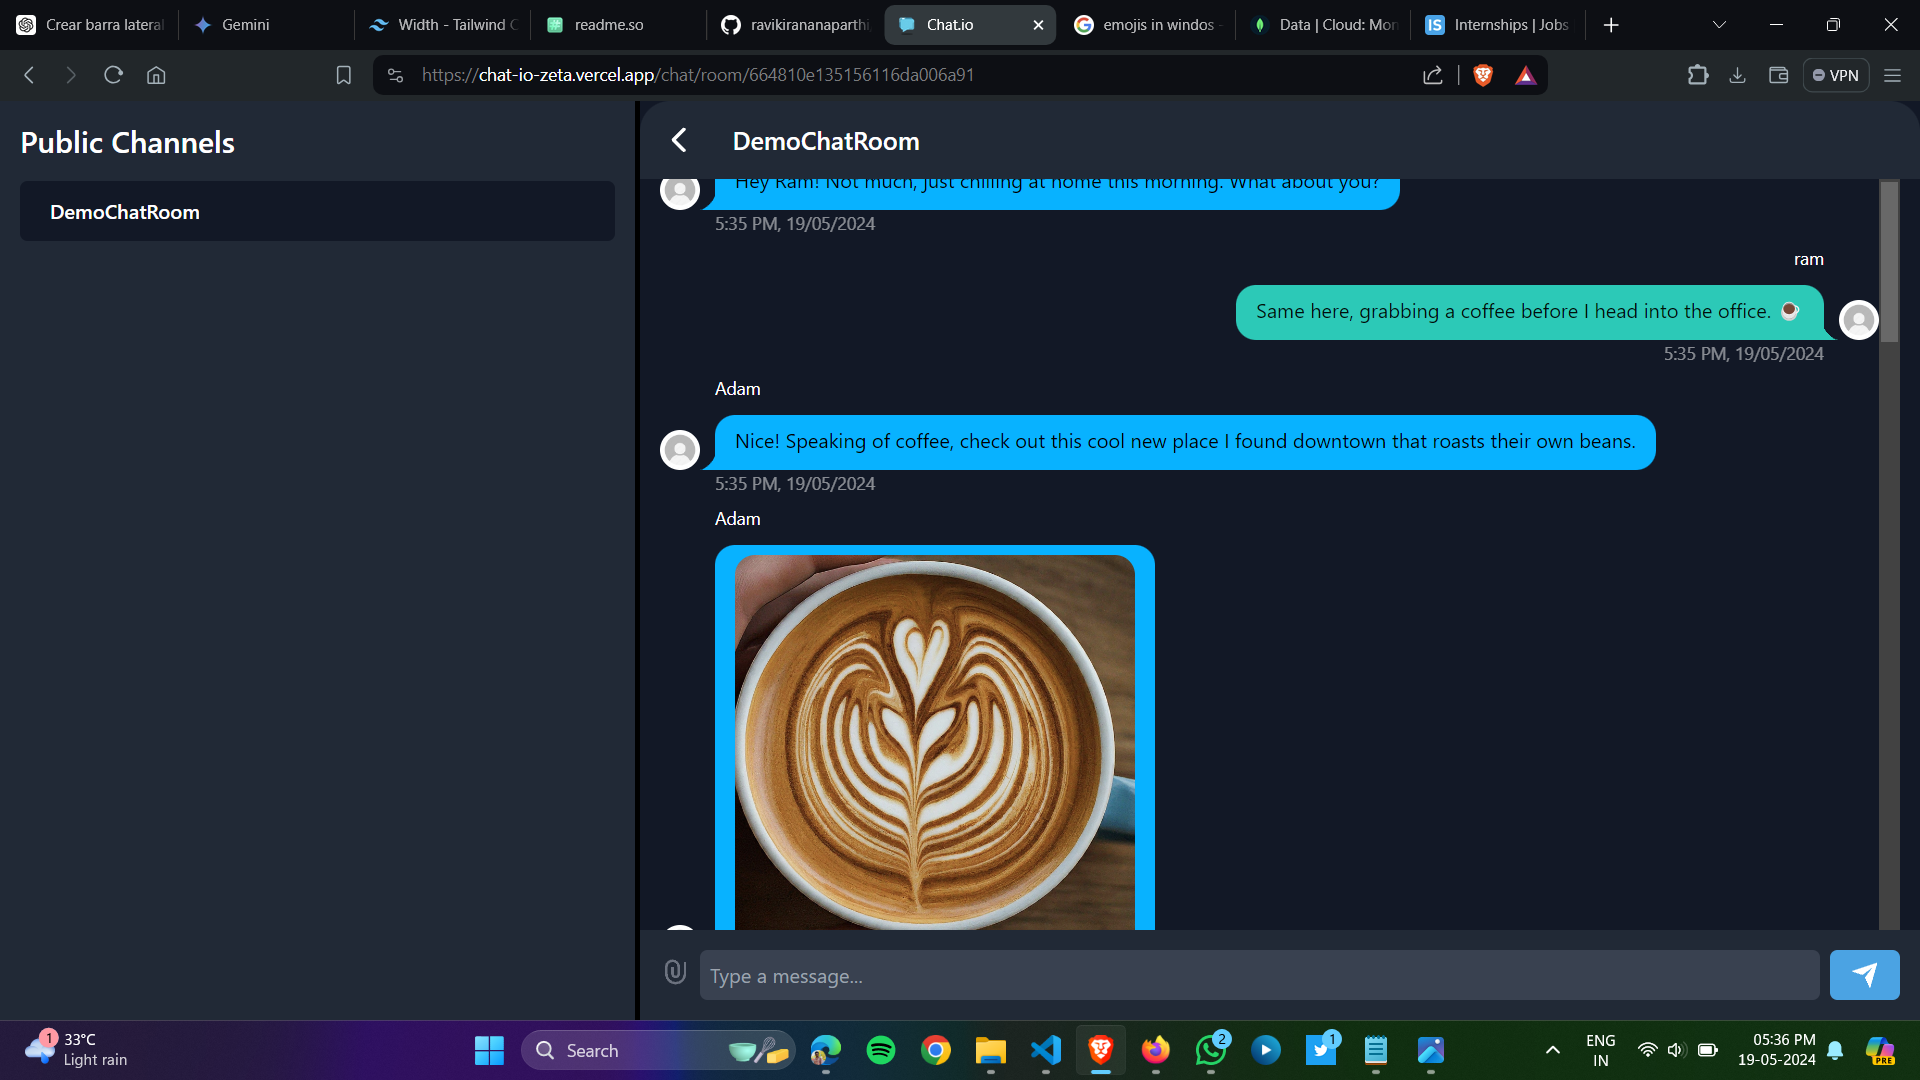 Crear barra lateral
Gemini
Width - Tailwind C
readme.so
ravikirananaparthi
Chat.io
emojis in windos -
Data | Cloud: Mon
Internships | Jobs
https://chat-io-zeta.vercel.app/chat/room/664810e135156116da006a91
VPN
Public Channels
DemoChatRoom
DemoChatRoom
Hey Ram! Not much, just chilling at home this morning. What about you?
5:35 PM, 19/05/2024
ram
Same here, grabbing a coffee before I head into the office. ☕
5:35 PM, 19/05/2024
Adam
Nice! Speaking of coffee, check out this cool new place I found downtown that roasts their own beans.
5:35 PM, 19/05/2024
Adam
Type a message...
1
33°C
Light rain
Search
2
1
ENG
IN
05:36 PM
19-05-2024
PRE